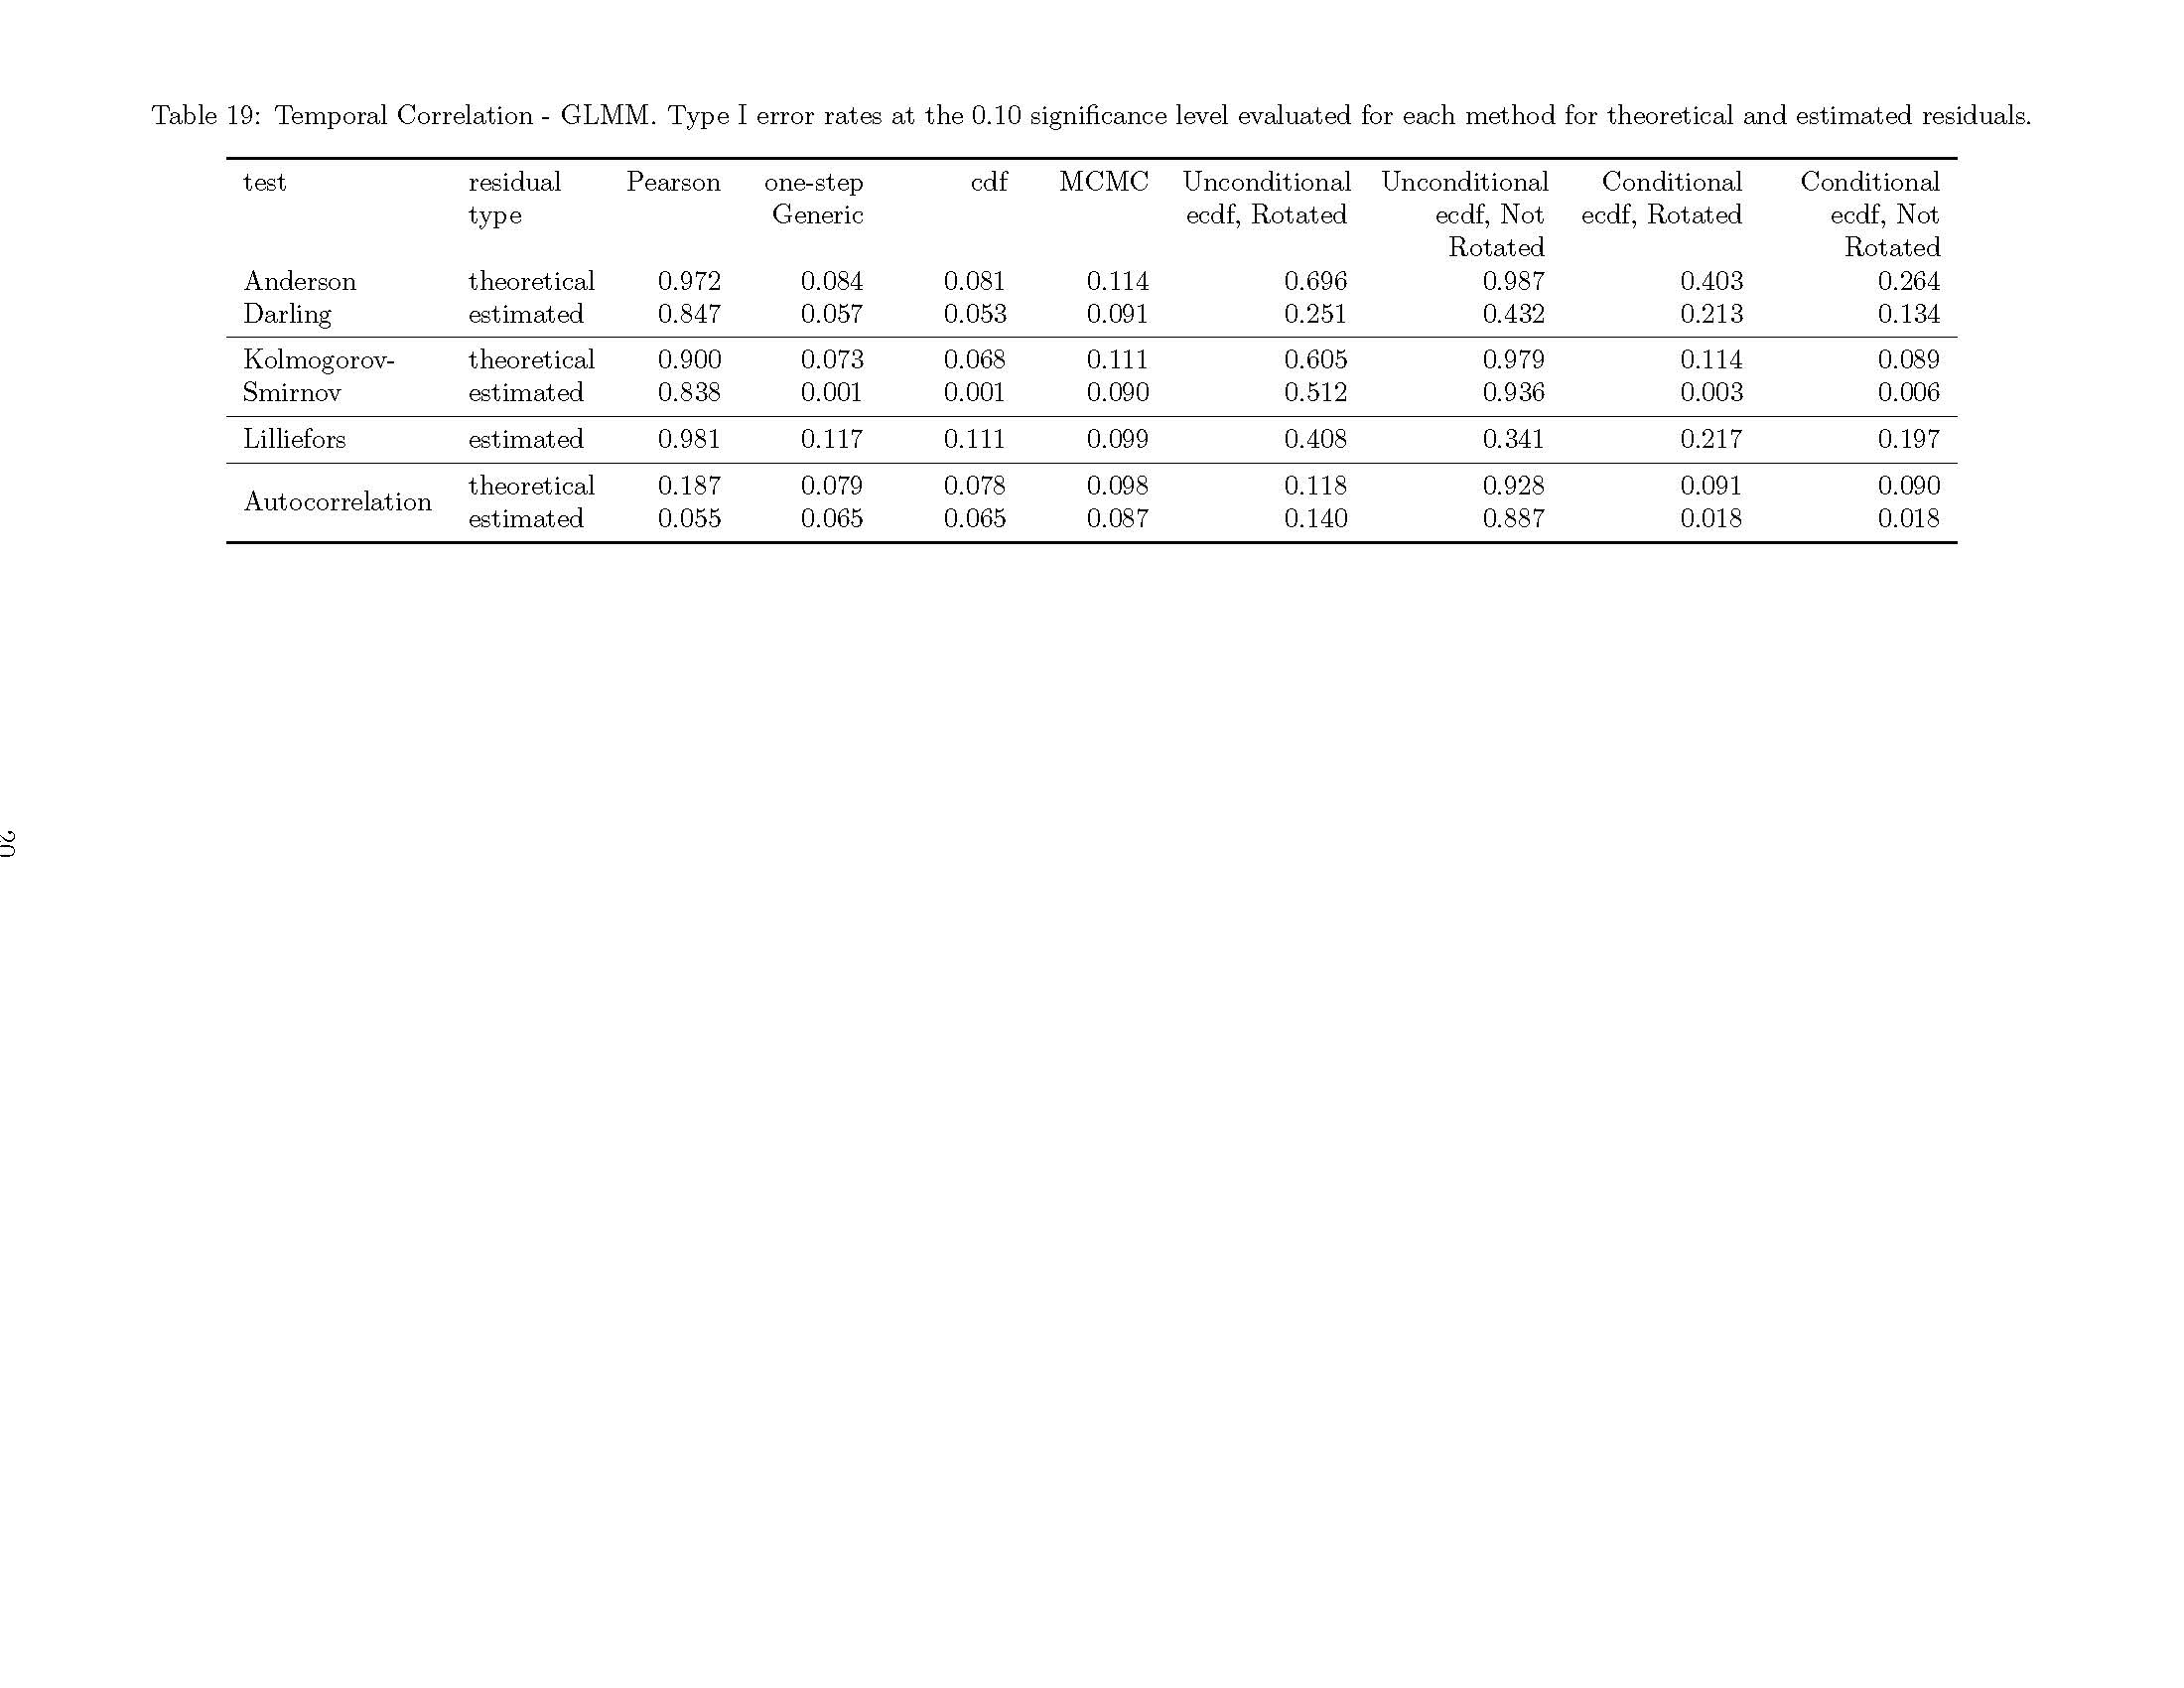 Table 19: Temporal Correlation - GLMM. Type I error rates at the 0.10 significance level evaluated for each method for theoretical and estimated residuals.
test residual Pearson one-step cdf MCMC Unconditional Unconditional Conditional Conditional
type Generic ecdf, Rotated ecdf, Not ecdf, Rotated ecdf, Not
Rotated Rotated
Anderson theoretical 0.972 0.084 0.081 0.114 0.696 0.987 0.403 0.264
Darling estimated 0.847 0.057 0.053 0.091 0.251 0.432 0.213 0.134
Kolmogorov- theoretical 0.900 0.073 0.068 0.111 0.605 0.979 0.114 0.089
Smirnov estimated 0.838 0.001 0.001 0.090 0.512 0.936 0.003 0.006
Lilliefors estimated 0.981 0.117 0.111 0.099 0.408 0.341 0.217 0.197
Autocorrelation theoretical 0.187 0.079 0.078 0.098 0.118 0.928 0.091 0.090
estimated 0.055 0.065 0.065 0.087 0.140 0.887 0.018 0.018
20